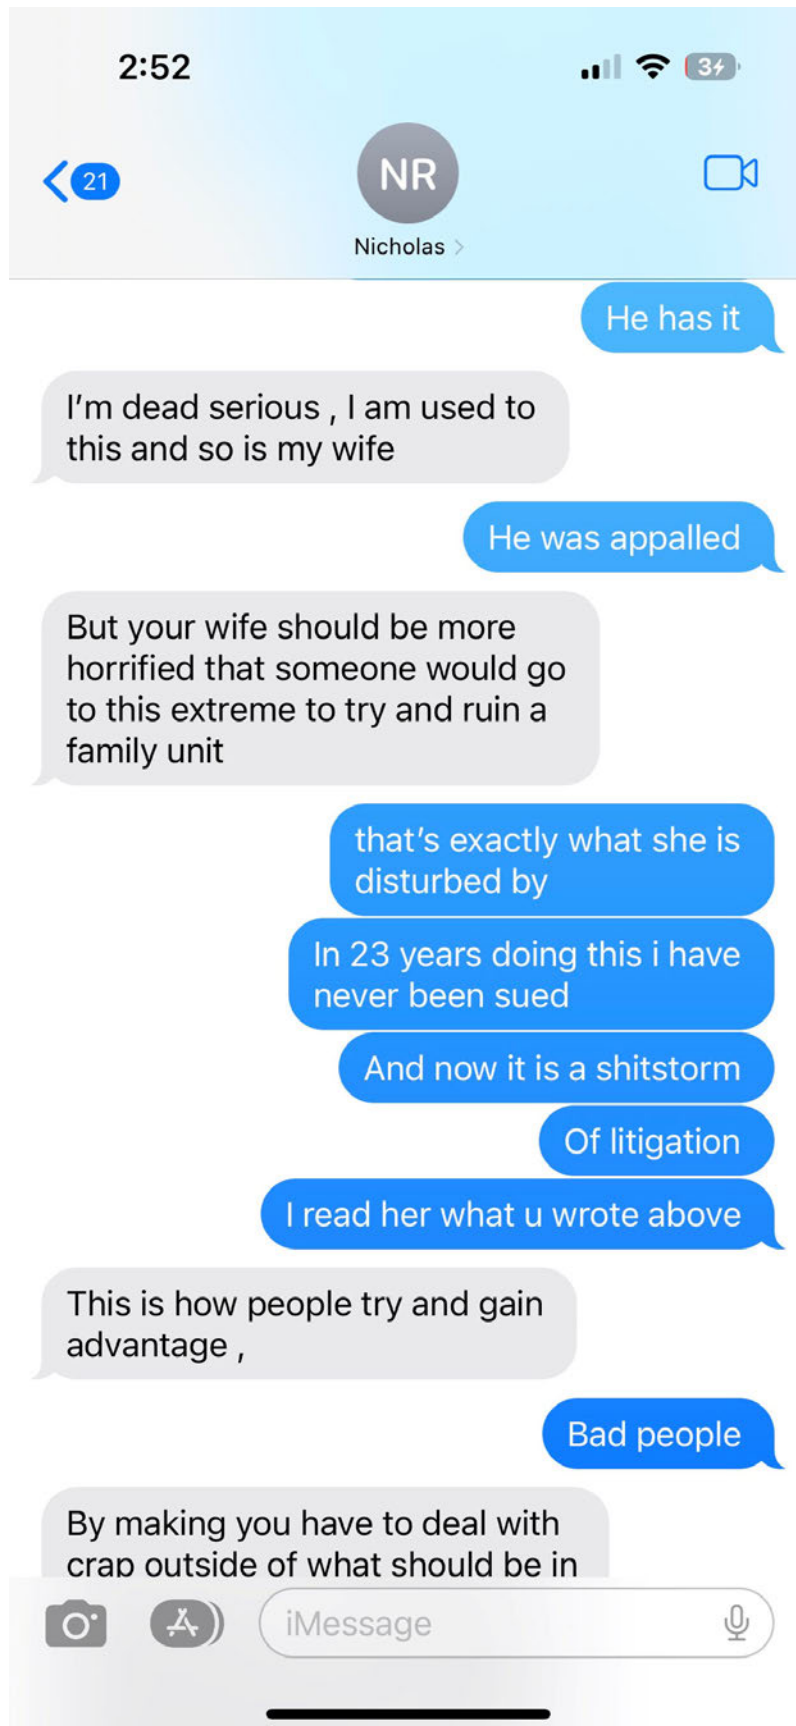 2:52
3
21
NR
Nicholas
He has it
I'm dead serious , I am used to
this and so is my wife
He was appalled
But your wife should be more
horrified that someone would go
to this extreme to try and ruin a
family unit
that's exactly what she is
disturbed by
In 23 years doing this i have
never been sued
And now it is a shitstorm
Of litigation
I read her what u wrote above
This is how people try and gain
advantage ,
Bad people
By making you have to deal with
crap outside of what should be in
iMessage